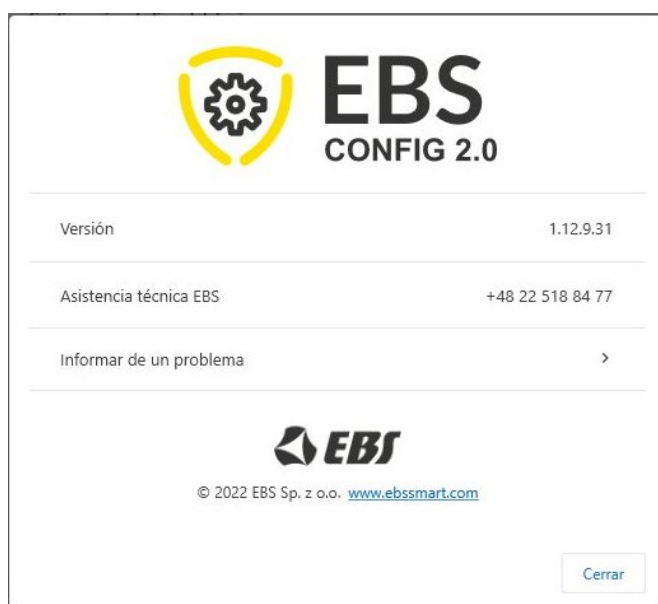 EBS
CONFIG 2.0
Versión 1.12.9.31
Asistencia técnica EBS +48 22 518 84 77
Informar de un problema >
EBS
© 2022 EBS Sp. z o.o. www.ebssmart.com
Cerrar